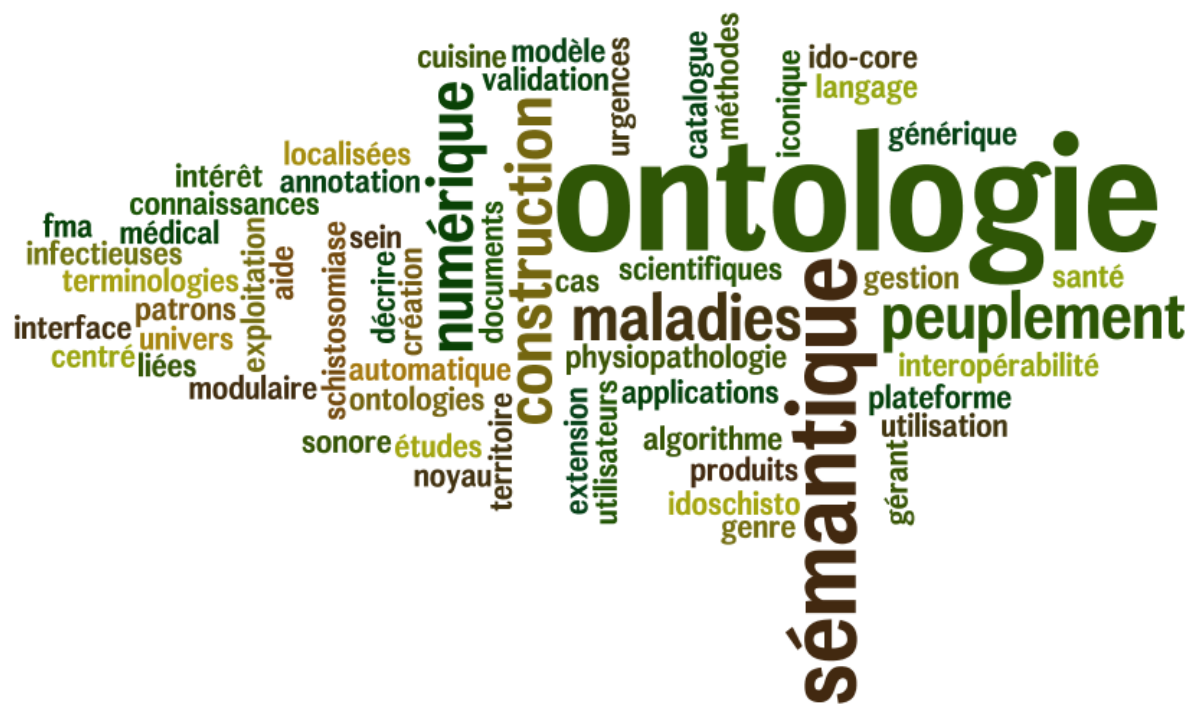 cuisine
modèle
validation
urgences
catalogue
méthodes
iconique
ido-core
langage
générique
numérique
construction
ontologie
localisées
intérêt
annotation
connaissances
fma
médical
infectieuses
terminologies
exploitation
aide
patrons
interface
univers
centré
liées
modulaire
schistosomiase
sein
décrire
création
documents
automatique
ontologies
sonore
études
noyau
territoire
cas
scientifiques
maladies
physiopathologie
applications
extension
utilisateurs
algorithme
produits
idoschisto
genre
sémantique
gestion
santé
peuplement
interopérabilité
plateforme
utilisation
gérant